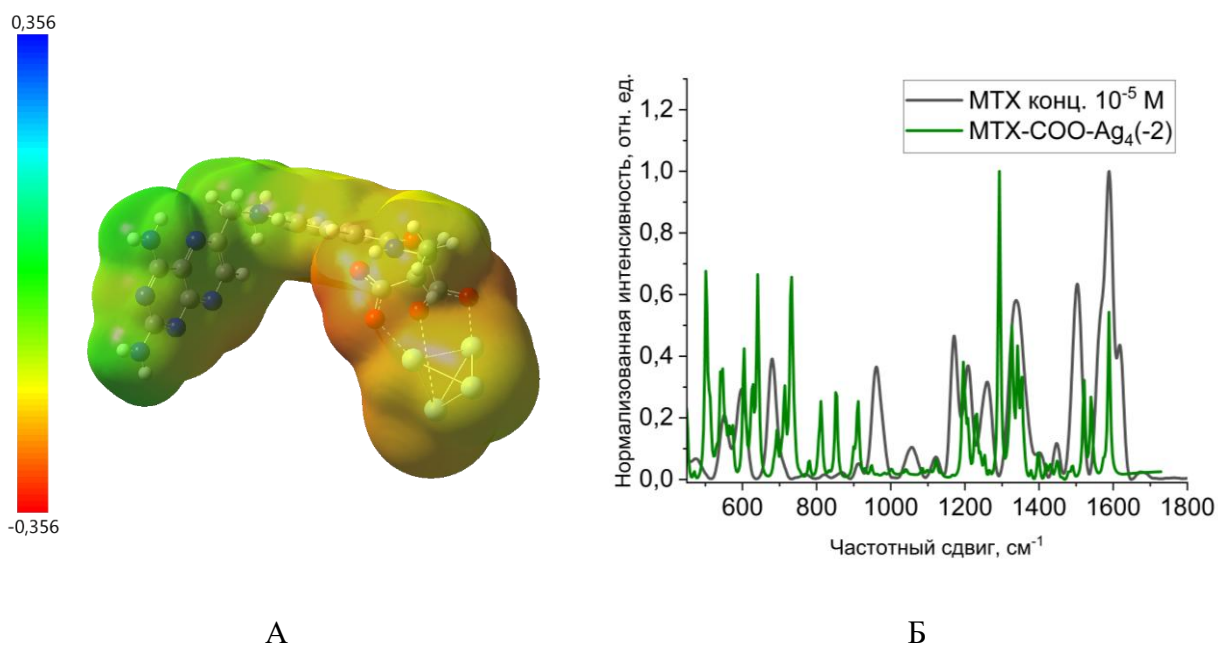 0,356
-0,356
Нормализованная интенсивность, отн. ед.
1,2
1,0
0,8
0,6
0,4
0,2
0,0
МТХ конц. 10⁻⁵ М
MTX-COO-Ag₄(-2)
600 800 1000 1200 1400 1600 1800
Частотный сдвиг, см⁻¹
А Б